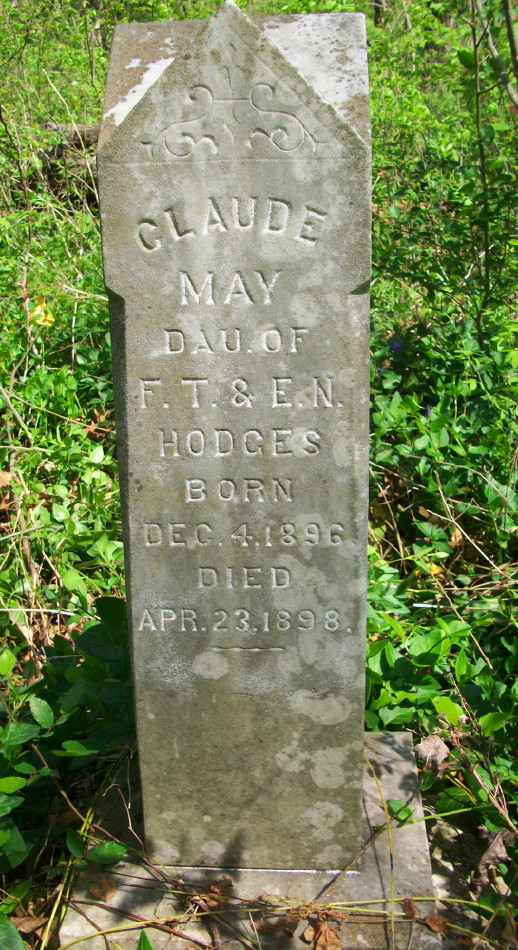 CLAUDE
MAY
DAU. OF
F. T. & E. N.
HODGES
BORN
DEC. 4, 1896
DIED
APR. 23, 1898.